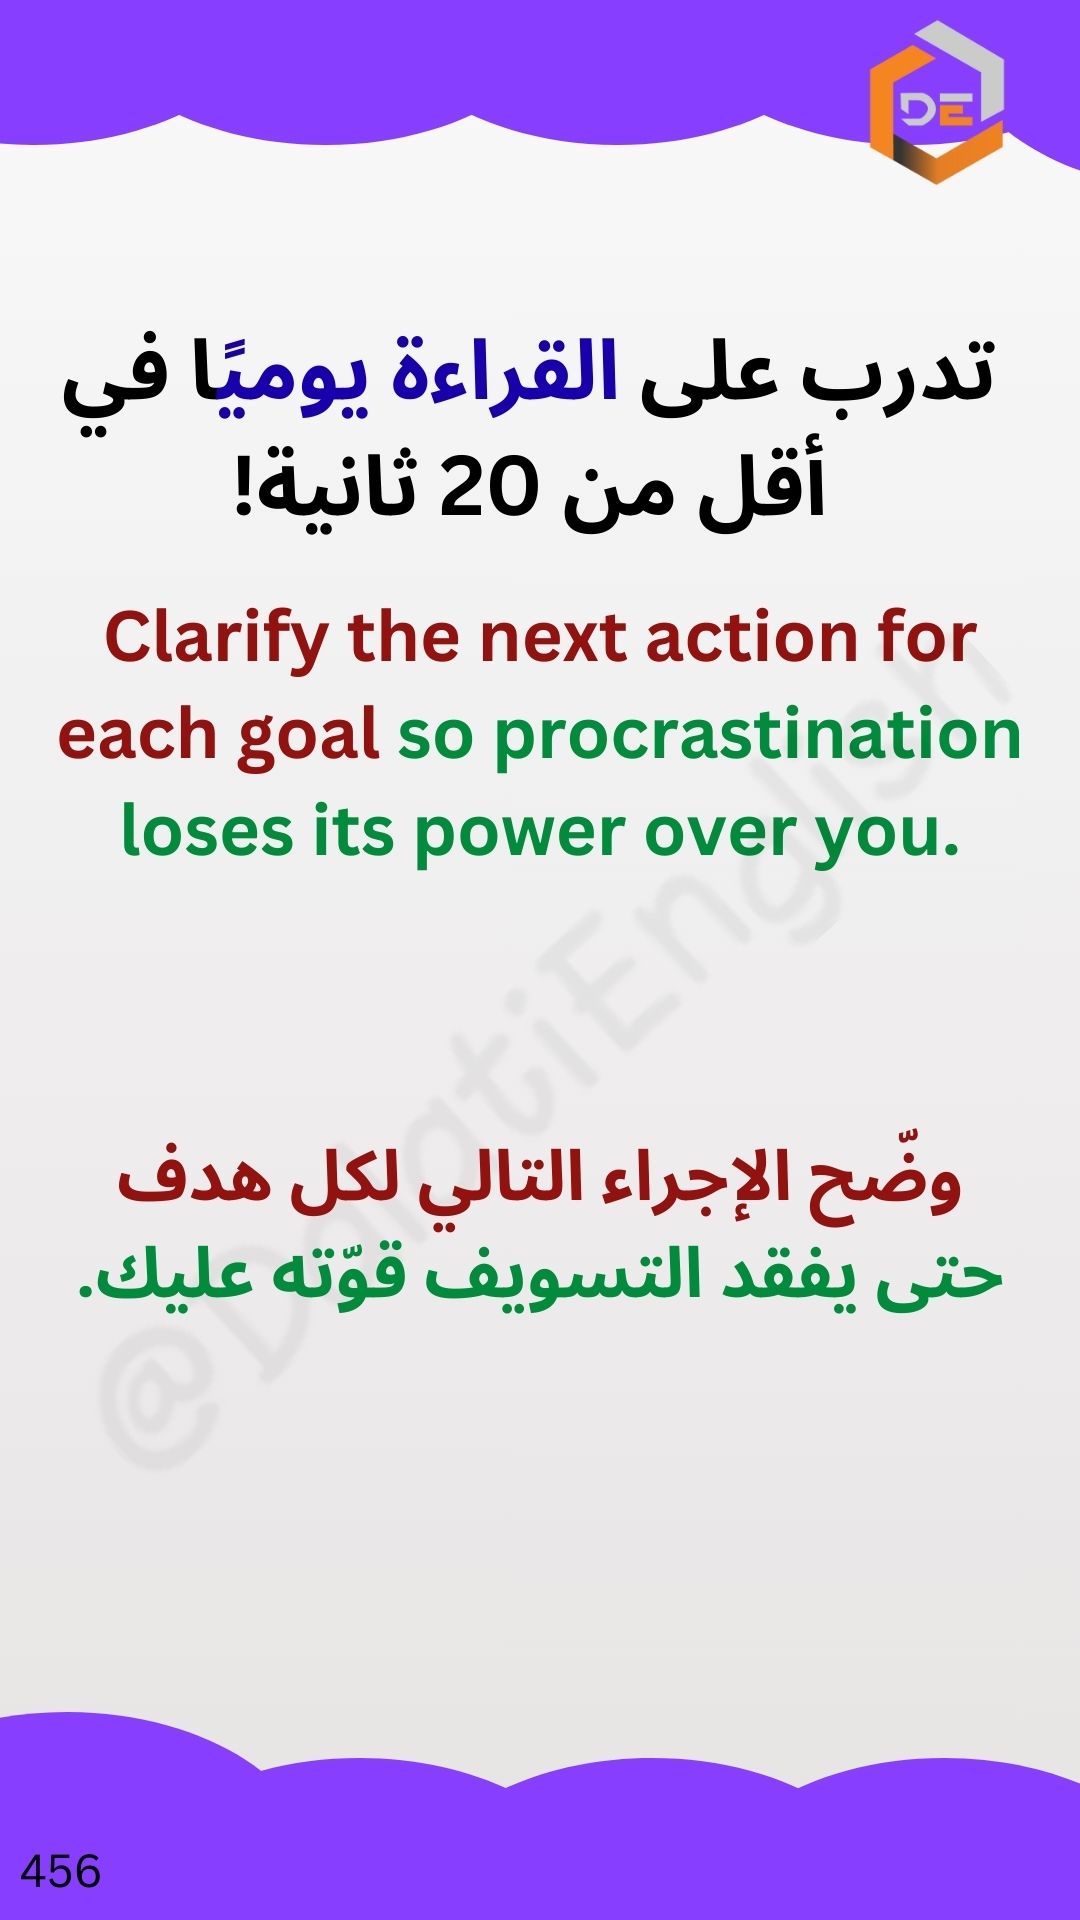 DE
تدرب على القراءة يوميًا في
أقل من 20 ثانية!
Clarify the next action for
each goal so procrastination
loses its power over you.
@DdatiEnglish
وضّح الإجراء التالي لكل هدف
حتى يفقد التسويف قوّته عليك.
456